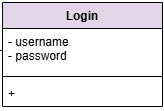 Login
- username
- password
+